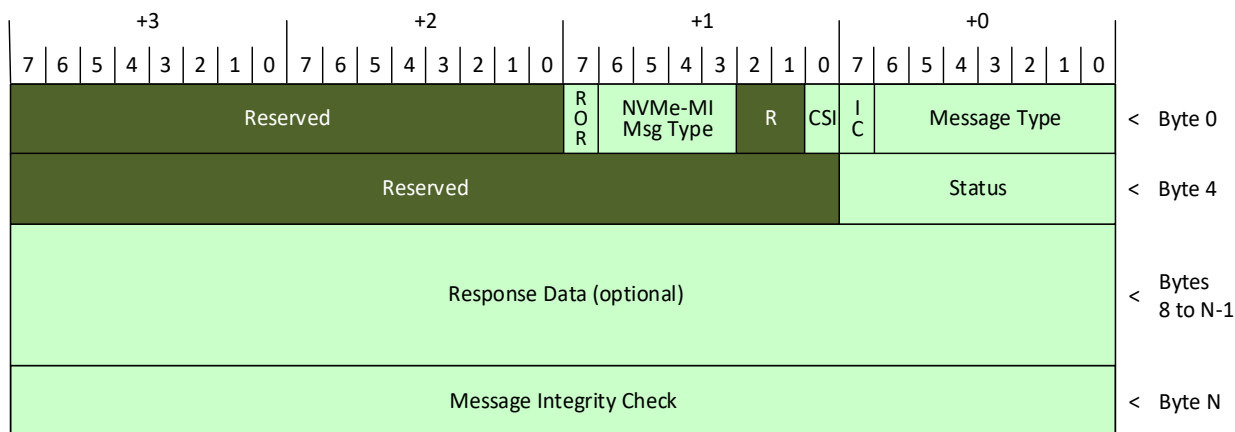 +3 +2 +1 +0
7 6 5 4 3 2 1 0 7 6 5 4 3 2 1 0 7 6 5 4 3 2 1 0 7 6 5 4 3 2 1 0
Reserved ROR NVMe-MI Msg Type R CSI IC Message Type < Byte 0
Reserved Status < Byte 4
Response Data (optional) < Bytes 8 to N-1
Message Integrity Check < Byte N